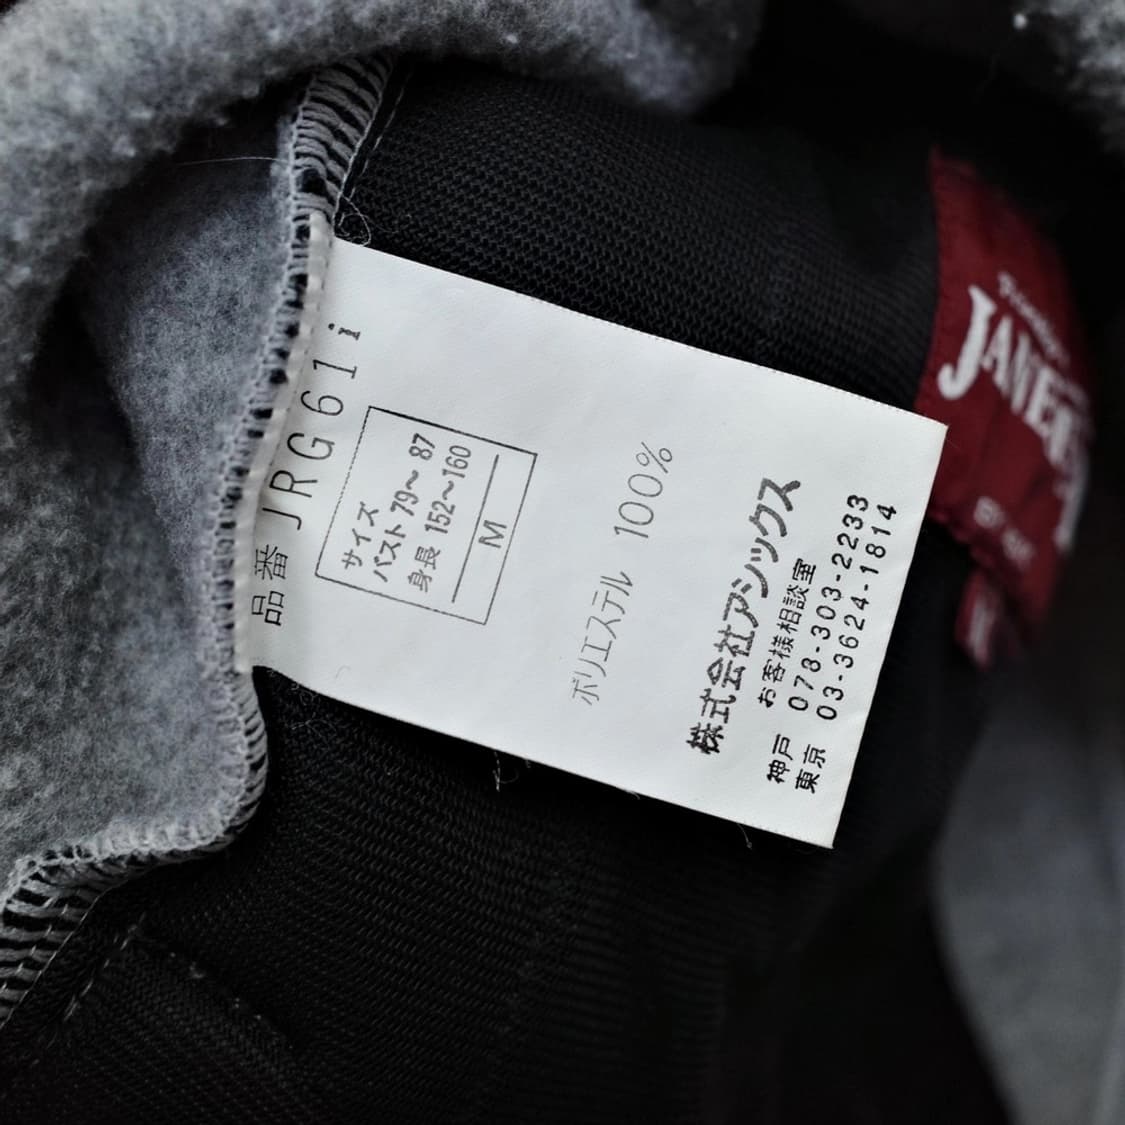 品番 JRG61i
サイズ
バスト 79～ 87
身長 152～160
M
ポリエステル 100%
株式会社アシックス
お客様相談室
神戸 078-303-2233
東京 03-3624-1814